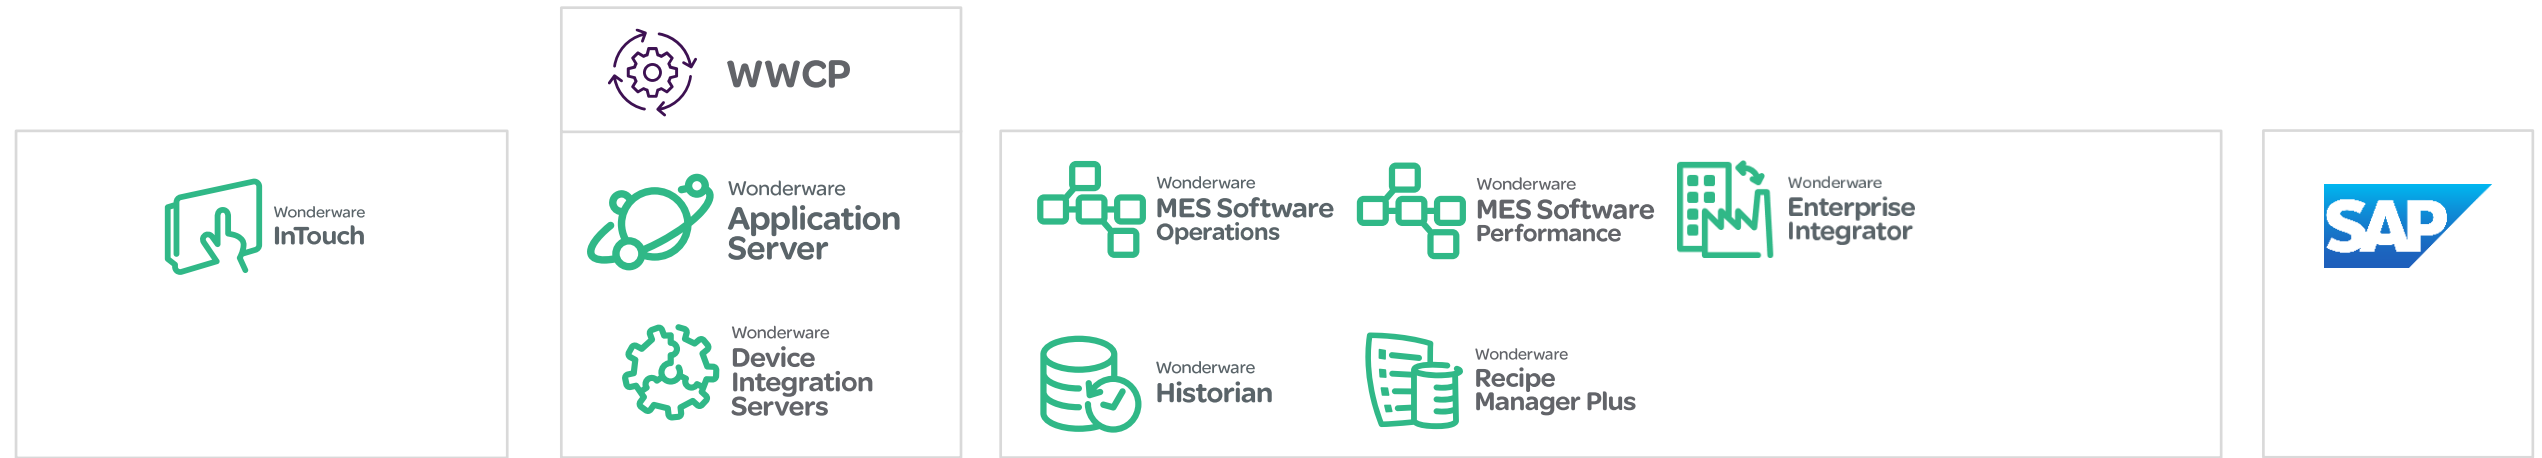 WWCP
Wonderware
InTouch
Wonderware
Application
Server
Wonderware
Device
Integration
Servers
Wonderware
MES Software
Operations
Wonderware
MES Software
Performance
Wonderware
Enterprise
Integrator
Wonderware
Historian
Wonderware
Recipe
Manager Plus
SAP